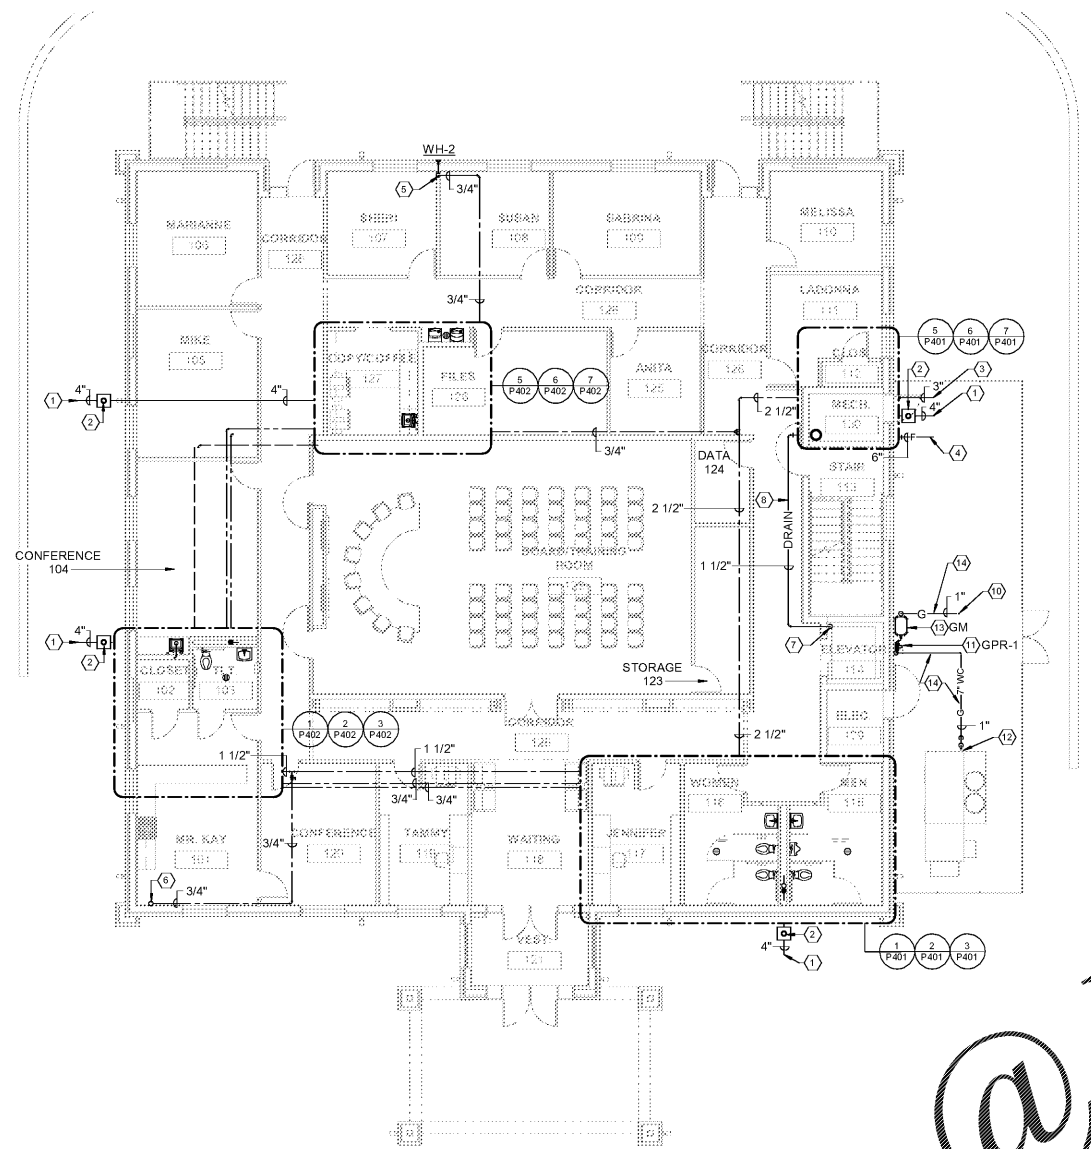 WH-2
5
3/4"
MARIANNE
106
CORRIDOR
126
SHERI
107
SUSAN
108
SABRINA
109
MELISSA
110
3/4"
CORRIDOR
126
LADONNA
111
MIKE
105
COPY/COFFEE
127
FILES
5
P402
6
P402
7
P402
ANITA
125
CORRIDOR
126
CLOS
112
5
P401
6
P401
7
P401
1
4"
2
4"
2 1/2"
MECH.
130
2
3"
3
4"
1
3/4"
DATA
124
6"
F
4
STAIR
113
8
2 1/2"
DRAIN
BOARD/TRAINING
ROOM
1 1/2"
CONFERENCE
104
14
1"
10
G
13
GM
1
4"
2
7
11
GPR-1
ELEVATOR
114
14
7" WC
G
1"
12
CLOSET
102
TLT
103
STORAGE
123
1
P402
2
P402
3
P402
CORRIDOR
126
ELEC
1 1/2"
1 1/2"
2 1/2"
3/4"
3/4"
WOMEN
116
MEN
115
MR. KAY
101
3/4"
CONFERENCE
120
TAMMY
119
WAITING
118
JENNIFER
117
6
3/4"
VEST
121
2
4"
1
1
P401
2
P401
3
P401
@